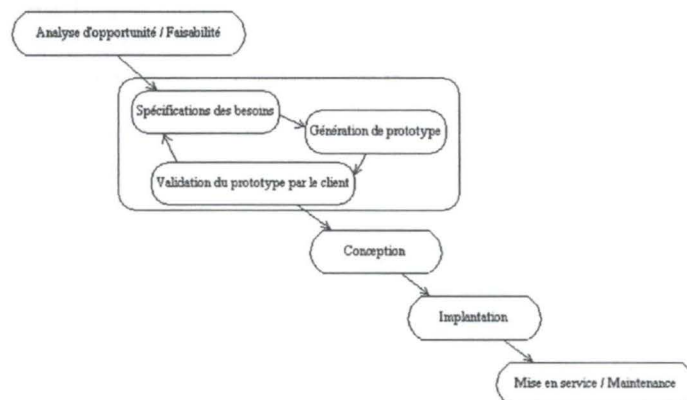 Analyse d'opportunité / Faisabilité
Spécifications des besoins
Génération de prototype
Validation du prototype par le client
Conception
Implantation
Mise en service / Maintenance